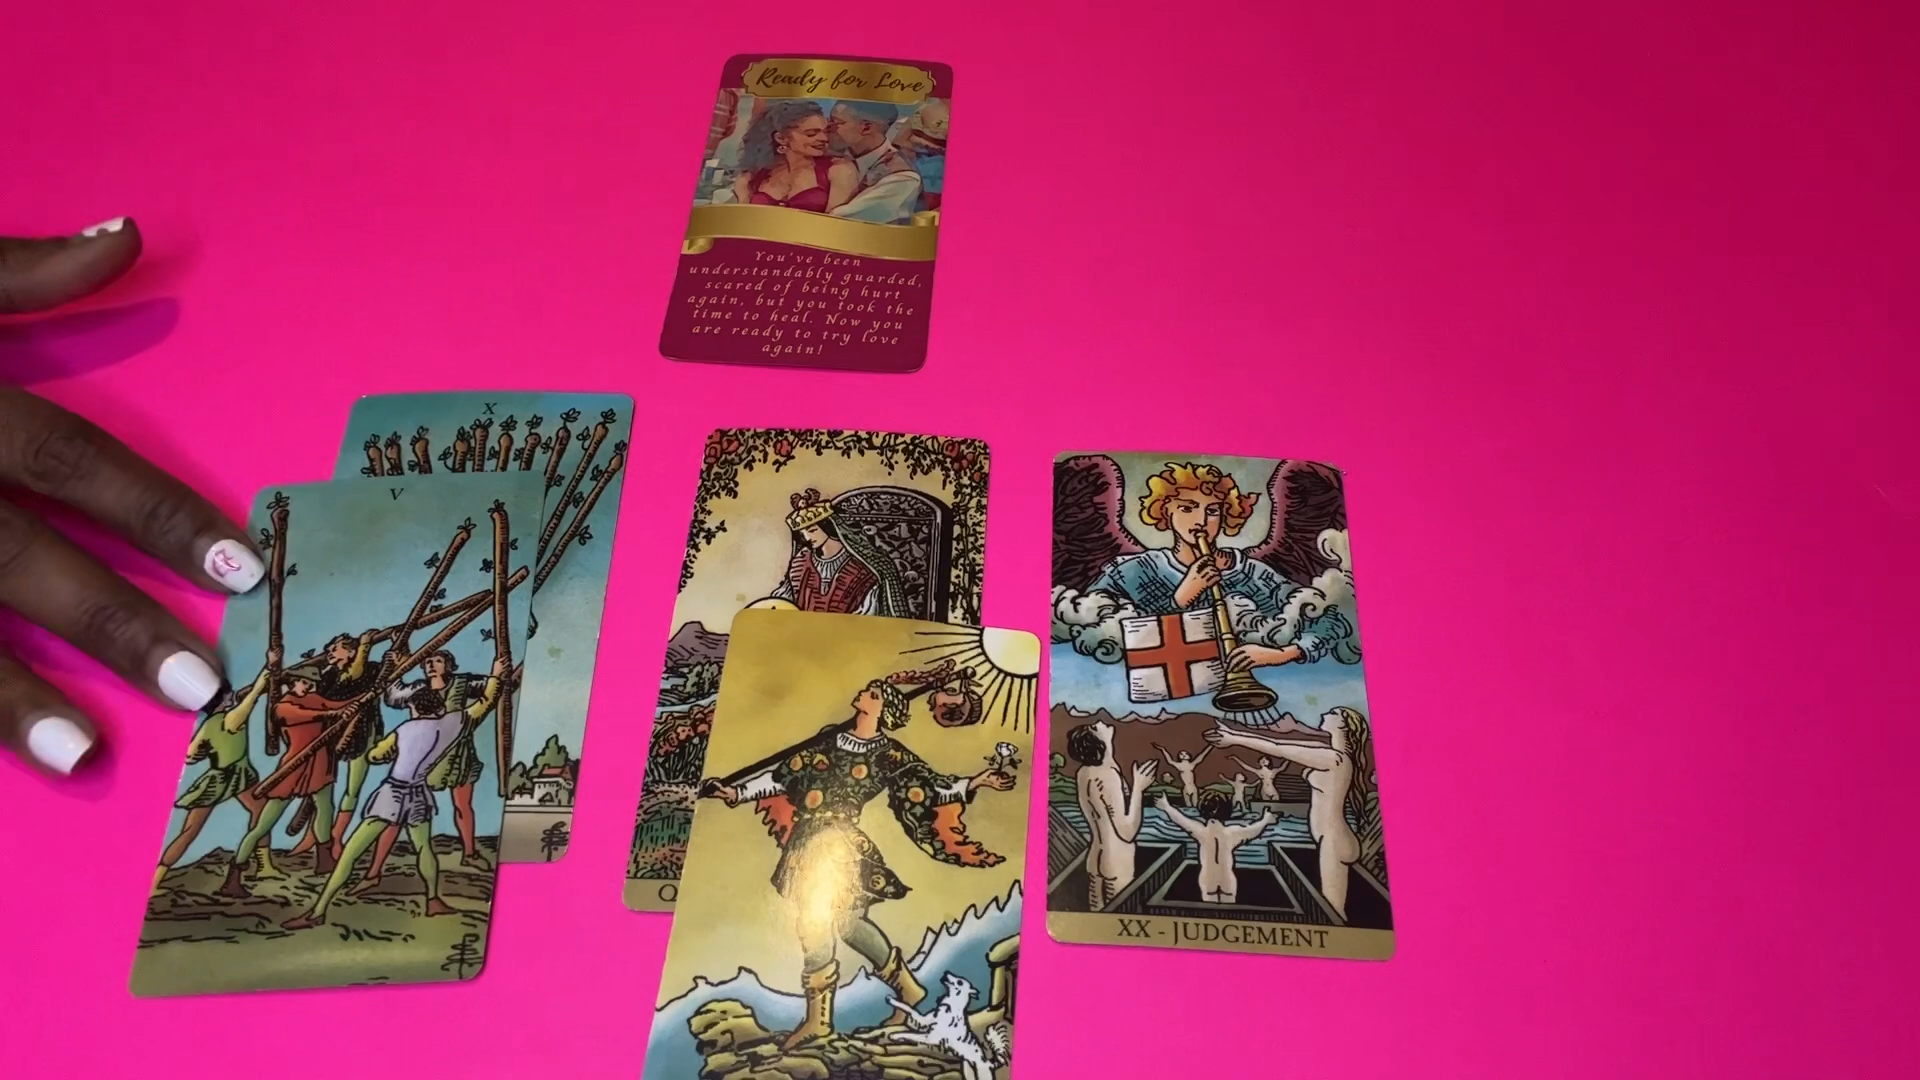 Ready for Love
You've been
understandably guarded,
scared of being hurt
again, but you took the
time to heal. Now you
are ready to try love
again!
X
V
Q
XX - JUDGEMENT